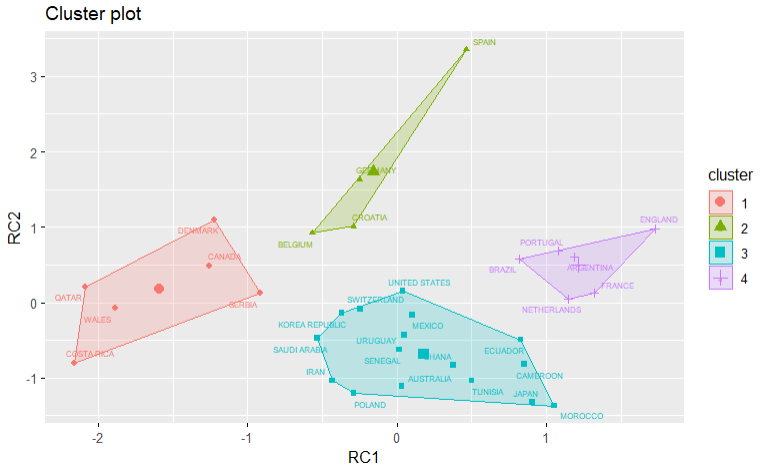 Cluster plot
SPAIN
3
GERMANY
2
cluster
1
2
3
4
CROATIA
ENGLAND
DENMARK
BELGIUM
PORTUGAL
1
RC2
CANADA
BRAZIL
ARGENTINA
UNITED STATES
FRANCE
QATAR
SERBIA
SWITZERLAND
NETHERLANDS
0
WALES
KOREA REPUBLIC
MEXICO
URUGUAY
SAUDI ARABIA
ECUADOR
COSTA RICA
SENEGAL
GHANA
IRAN
CAMEROON
-1
AUSTRALIA
TUNISIA
JAPAN
POLAND
MOROCCO
-2
-1
0
1
RC1